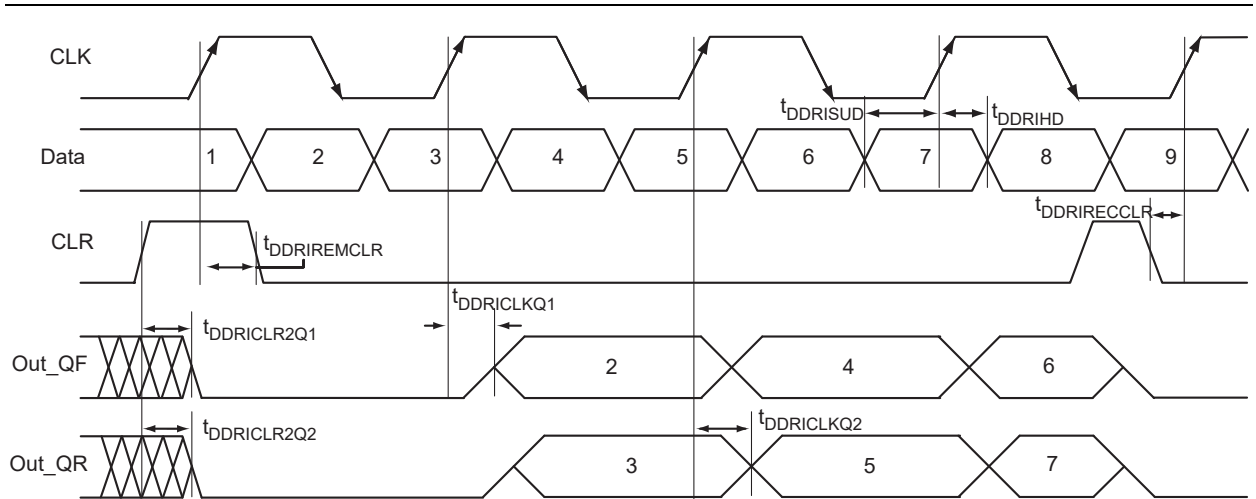 CLK
tDDRISUD
tDDRIHD
Data
1 2 3 4 5 6 7 8 9
tDDRIRECCLR
CLR
tDDRIREMCLR
tDDRICLKQ1
tDDRICLR2Q1
Out_QF
2 4 6
tDDRICLR2Q2
tDDRICLKQ2
Out_QR
3 5 7